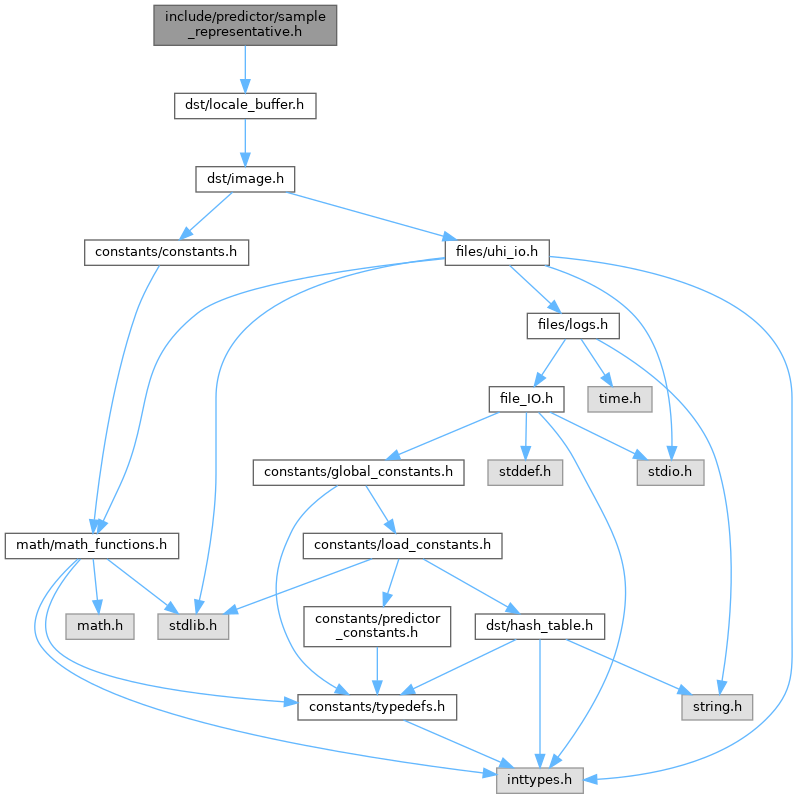 include/predictor/sample
_representative.h
dst/locale_buffer.h
dst/image.h
constants/constants.h
files/uhi_io.h
files/logs.h
file_IO.h
time.h
constants/global_constants.h
stddef.h
stdio.h
math/math_functions.h
constants/load_constants.h
math.h
stdlib.h
constants/predictor
_constants.h
dst/hash_table.h
constants/typedefs.h
string.h
inttypes.h